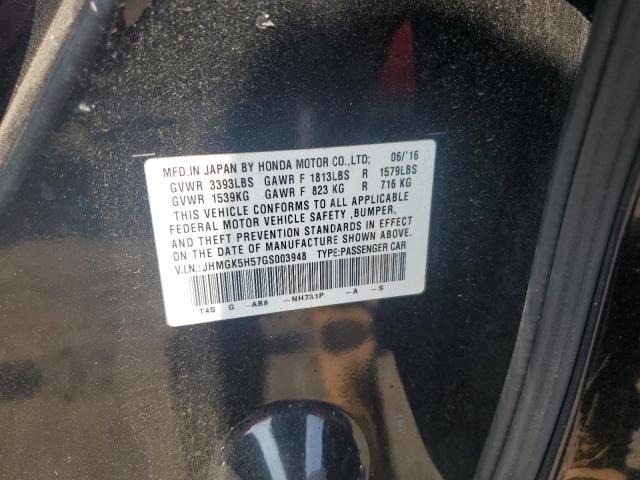 MFD.IN JAPAN BY HONDA MOTOR CO.,LTD; 06/'16
GVWR 3393LBS GAWR F 1813LBS R 1579LBS
GVWR 1539KG GAWR F 823 KG R 716 KG
THIS VEHICLE CONFORMS TO ALL APPLICABLE
FEDERAL MOTOR VEHICLE SAFETY ,BUMPER,
AND THEFT PREVENTION STANDARDS IN EFFECT
ON THE DATE OF MANUFACTURE SHOWN ABOVE.
V.I.N.:JHMGK5H57GS003948 TYPE:PASSENGER CAR
T4S G -AB8 -NH731P -A -S